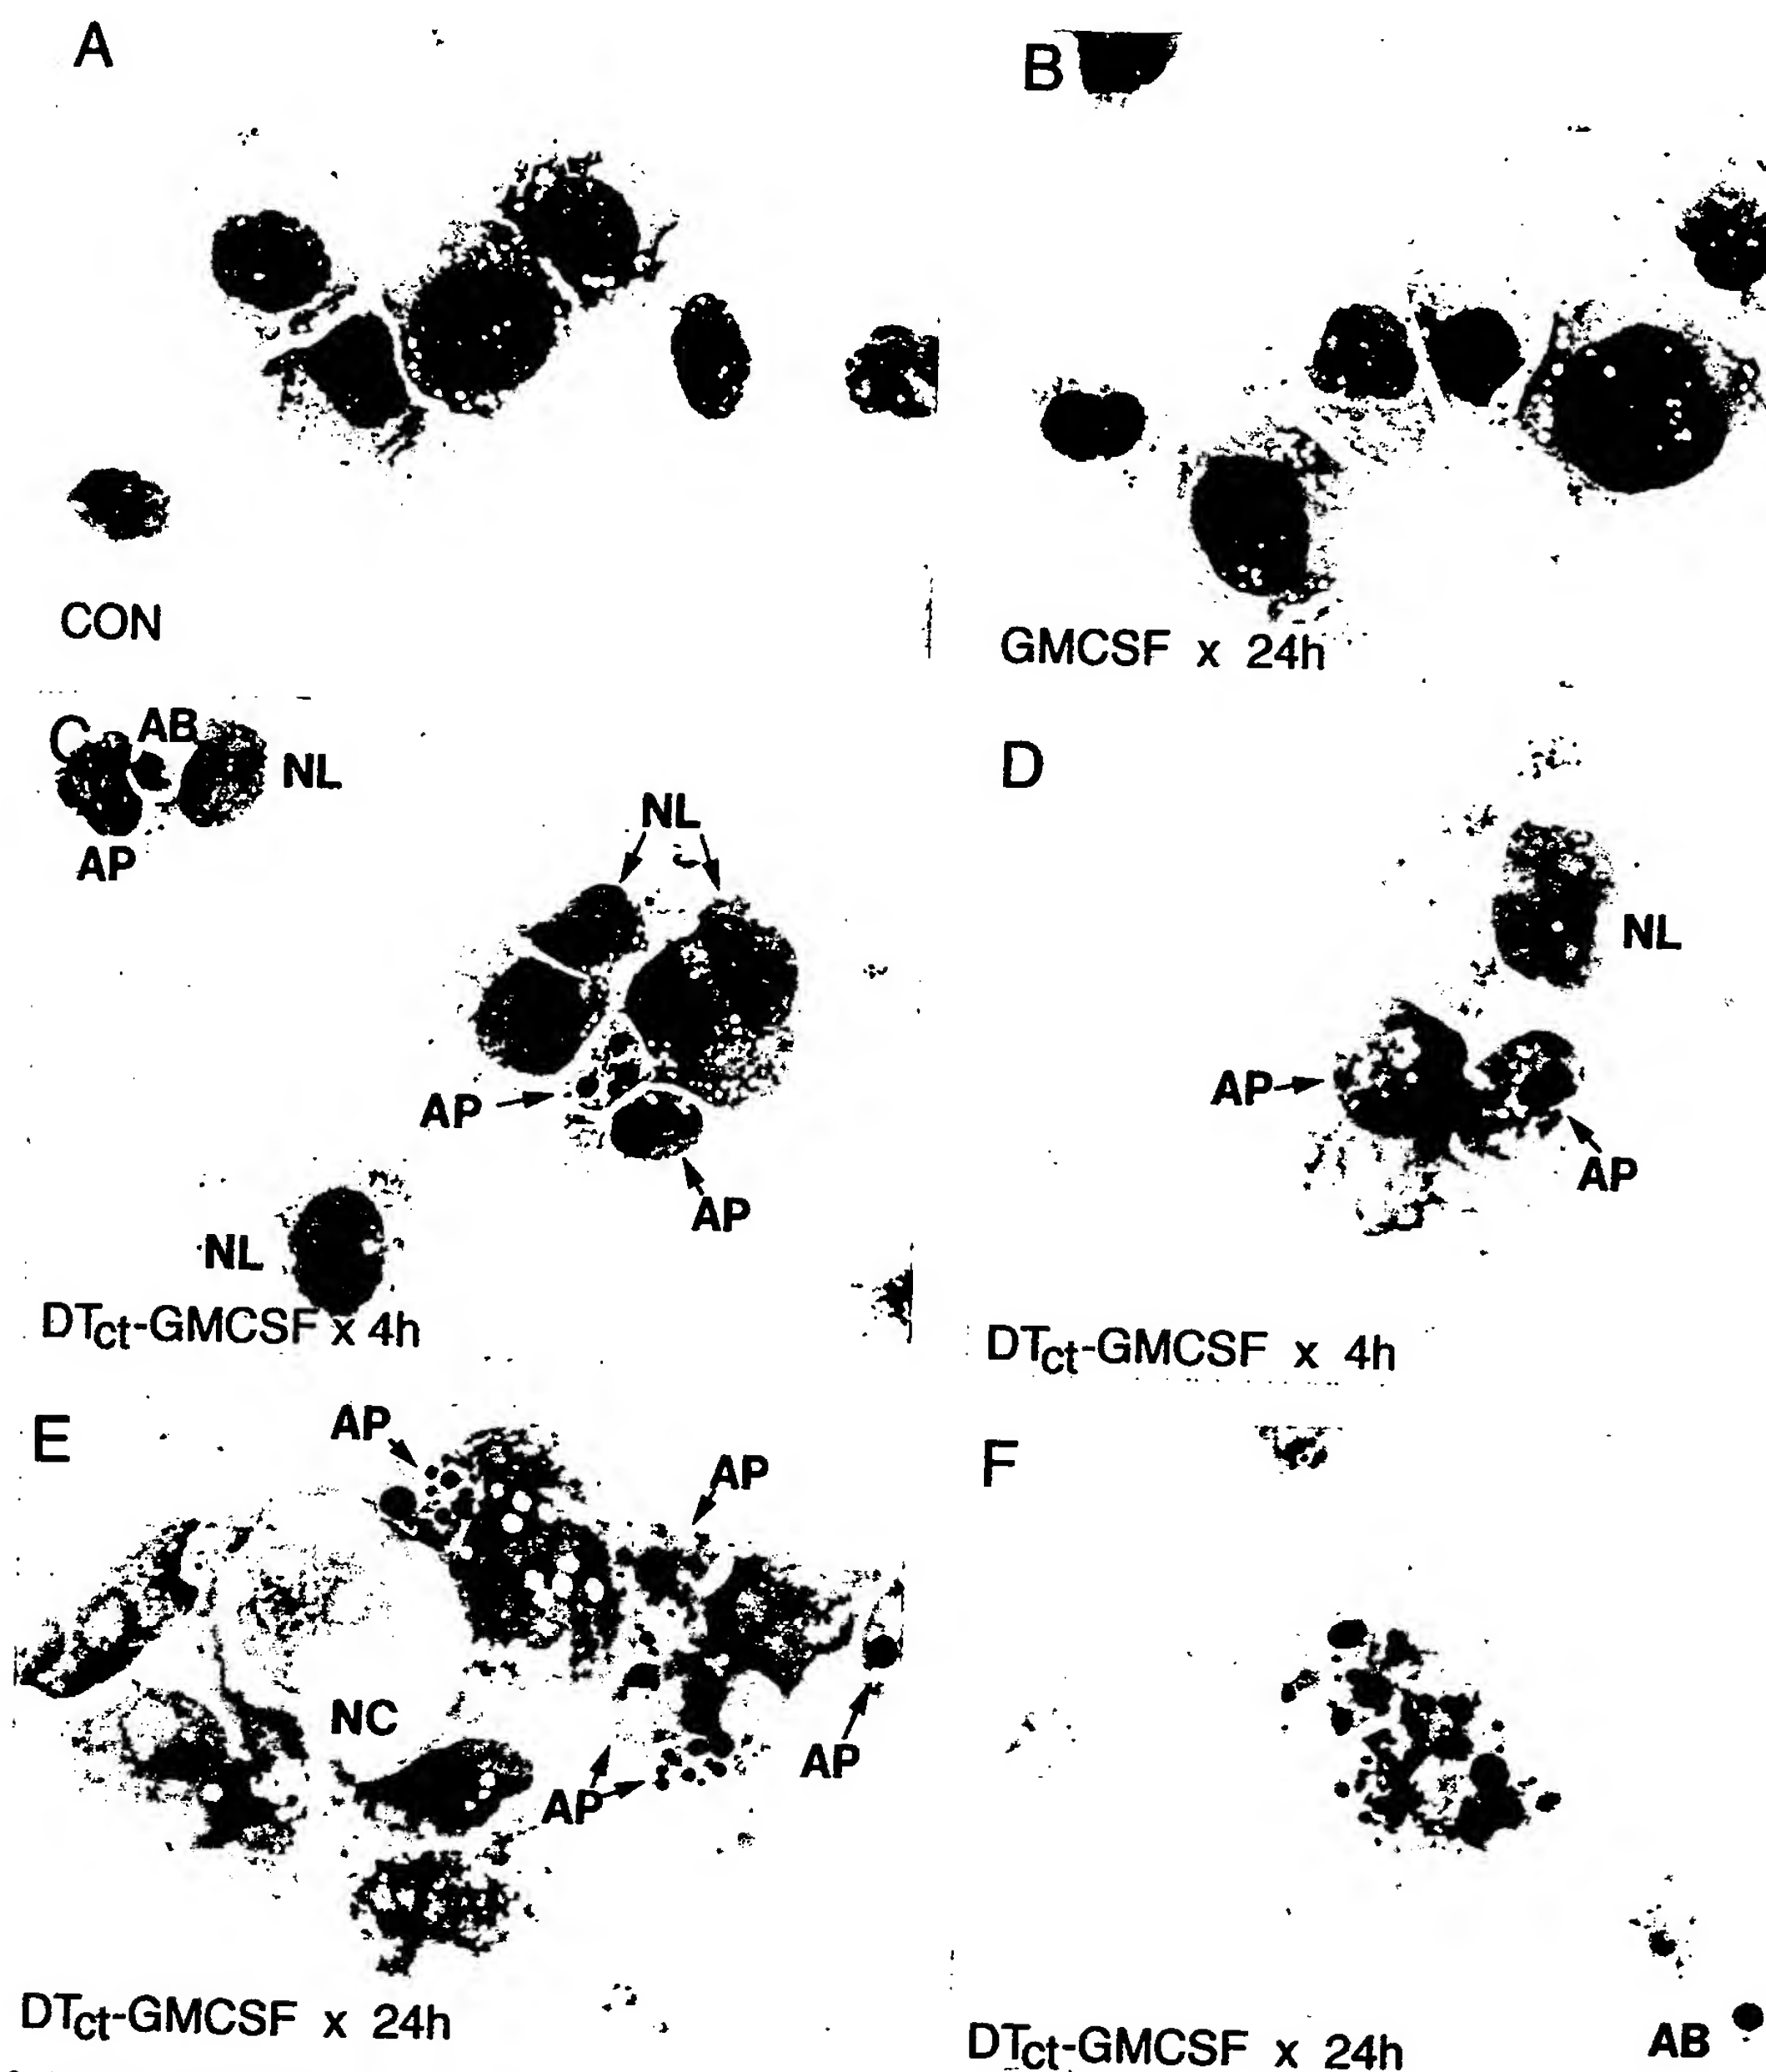 A
B
CON
GMCSF x 24h
C
AB
NL
AP
NL
AP
AP
NL
DTct-GMCSF x 4h
D
NL
AP
AP
DTct-GMCSF x 4h
E
AP
AP
NC
AP
AP
DTct-GMCSF x 24h
F
AB
DTct-GMCSF x 24h